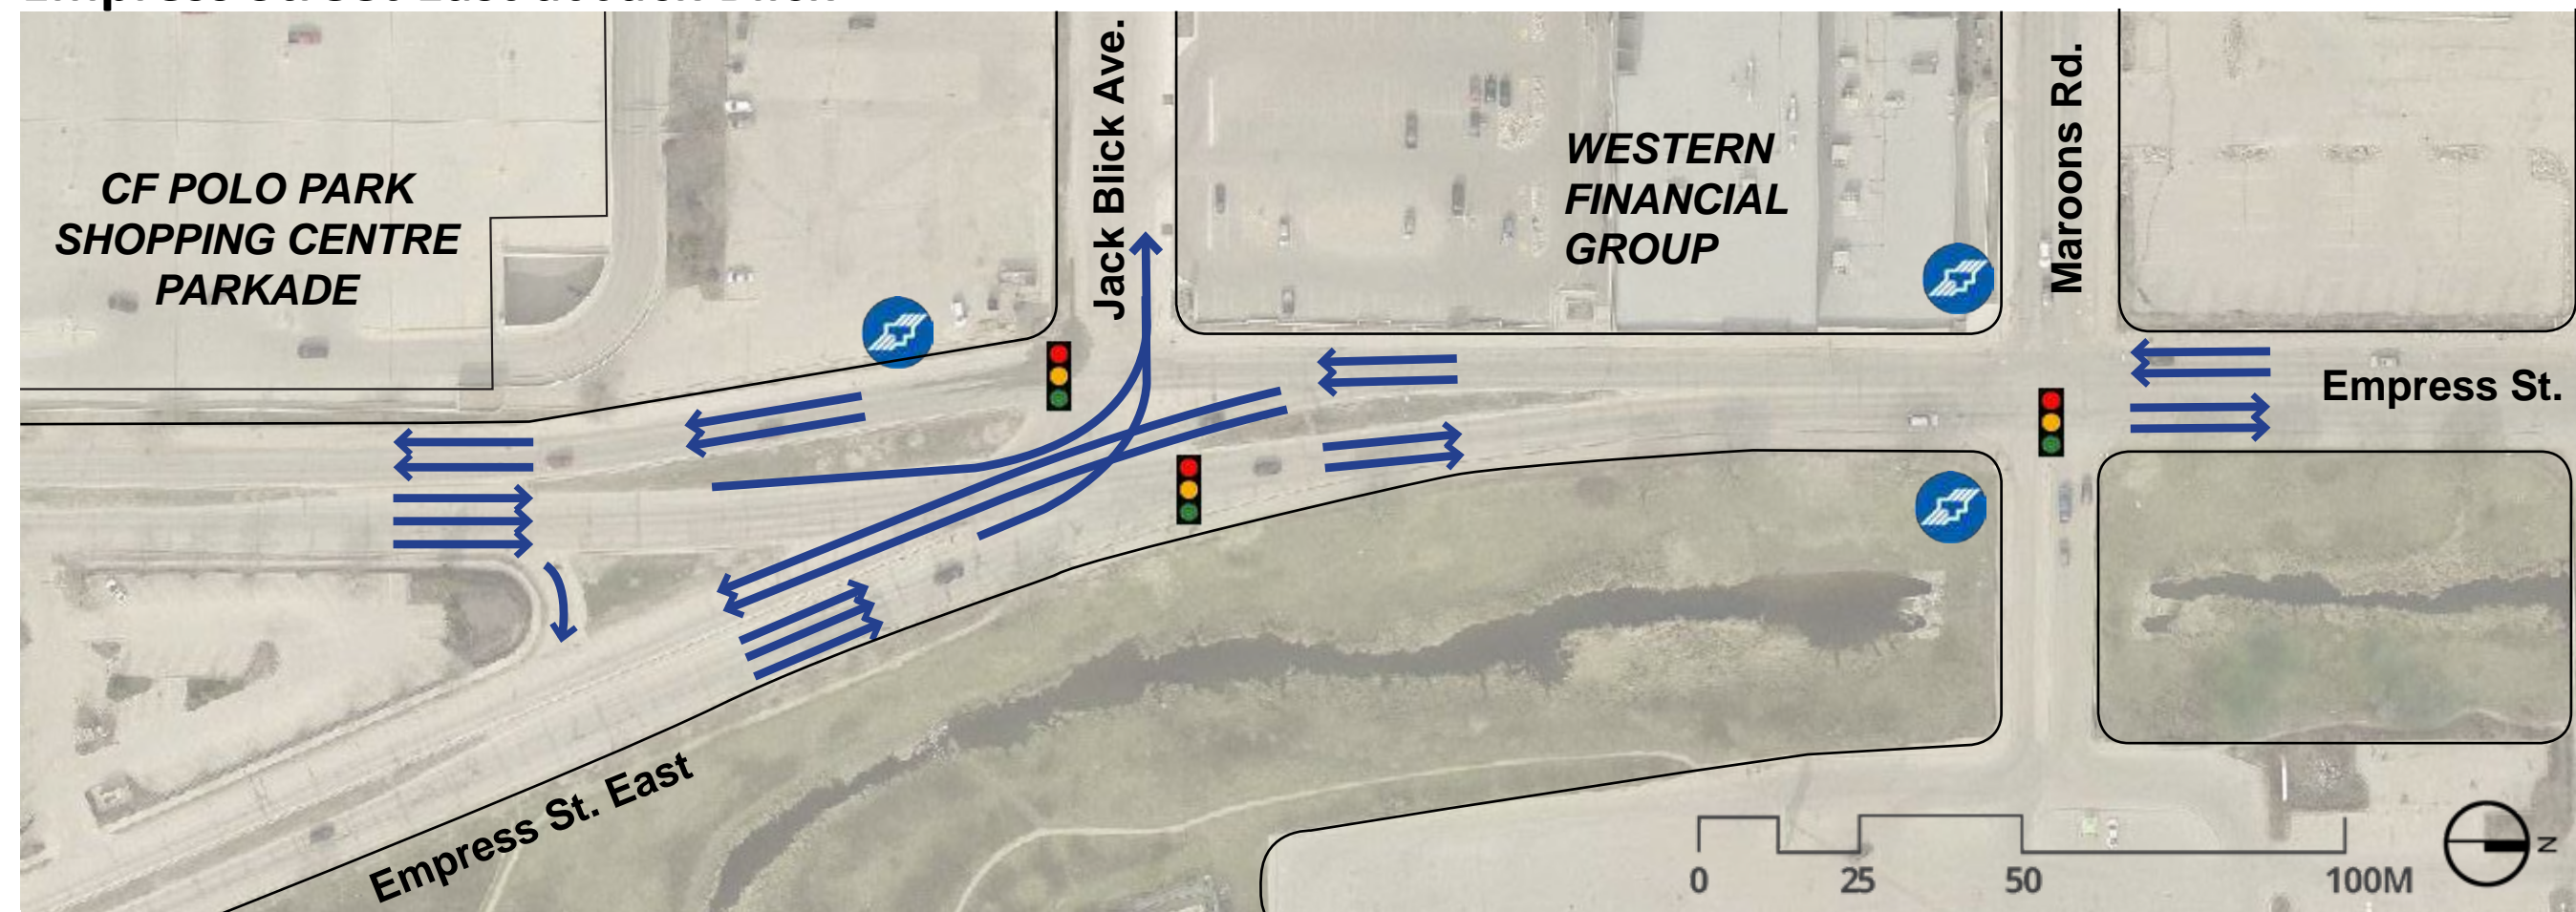 Jack Blick Ave.
Maroons Rd.
CF POLO PARK
SHOPPING CENTRE
PARKADE
WESTERN
FINANCIAL
GROUP
Empress St.
Empress St. East
0 25 50 100M
N